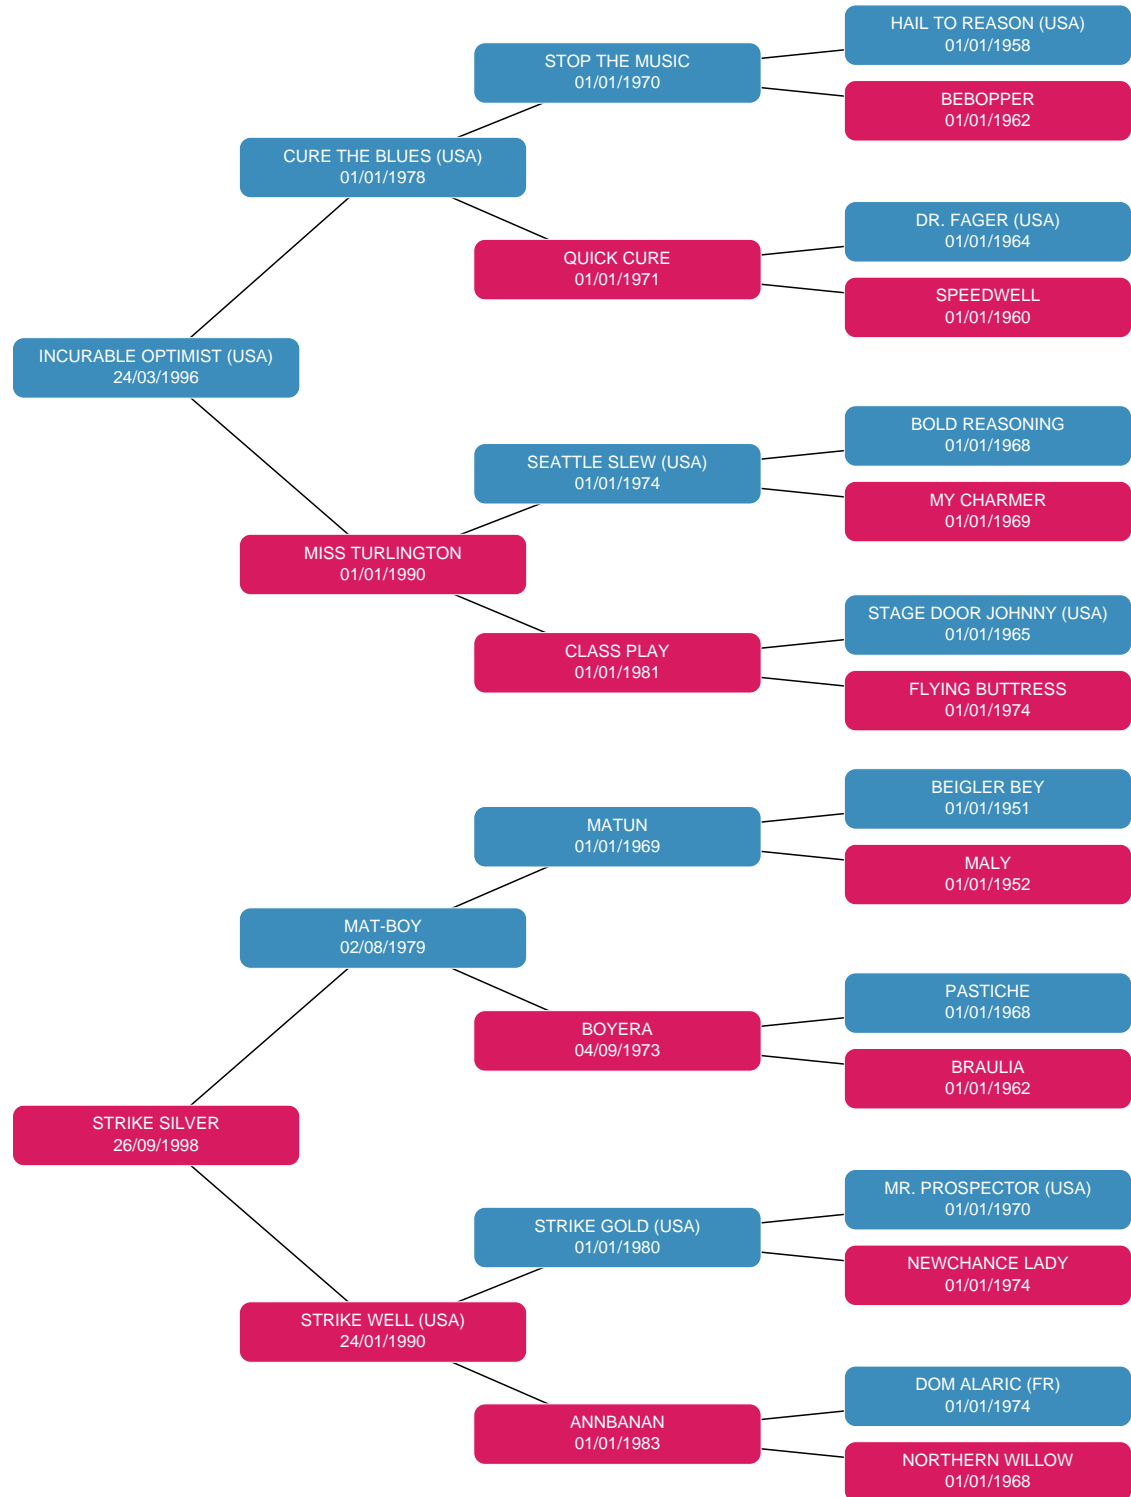 HAIL TO REASON (USA)
01/01/1958
STOP THE MUSIC
01/01/1970
BEBOPPER
01/01/1962
CURE THE BLUES (USA)
01/01/1978
DR. FAGER (USA)
01/01/1964
QUICK CURE
01/01/1971
SPEEDWELL
01/01/1960
INCURABLE OPTIMIST (USA)
24/03/1996
BOLD REASONING
01/01/1968
SEATTLE SLEW (USA)
01/01/1974
MY CHARMER
01/01/1969
MISS TURLINGTON
01/01/1990
STAGE DOOR JOHNNY (USA)
01/01/1965
CLASS PLAY
01/01/1981
FLYING BUTTRESS
01/01/1974
BEIGLER BEY
01/01/1951
MATUN
01/01/1969
MALY
01/01/1952
MAT-BOY
02/08/1979
PASTICHE
01/01/1968
BOYERA
04/09/1973
BRAULIA
01/01/1962
STRIKE SILVER
26/09/1998
MR. PROSPECTOR (USA)
01/01/1970
STRIKE GOLD (USA)
01/01/1980
NEWCHANCE LADY
01/01/1974
STRIKE WELL (USA)
24/01/1990
DOM ALARIC (FR)
01/01/1974
ANNBANAN
01/01/1983
NORTHERN WILLOW
01/01/1968